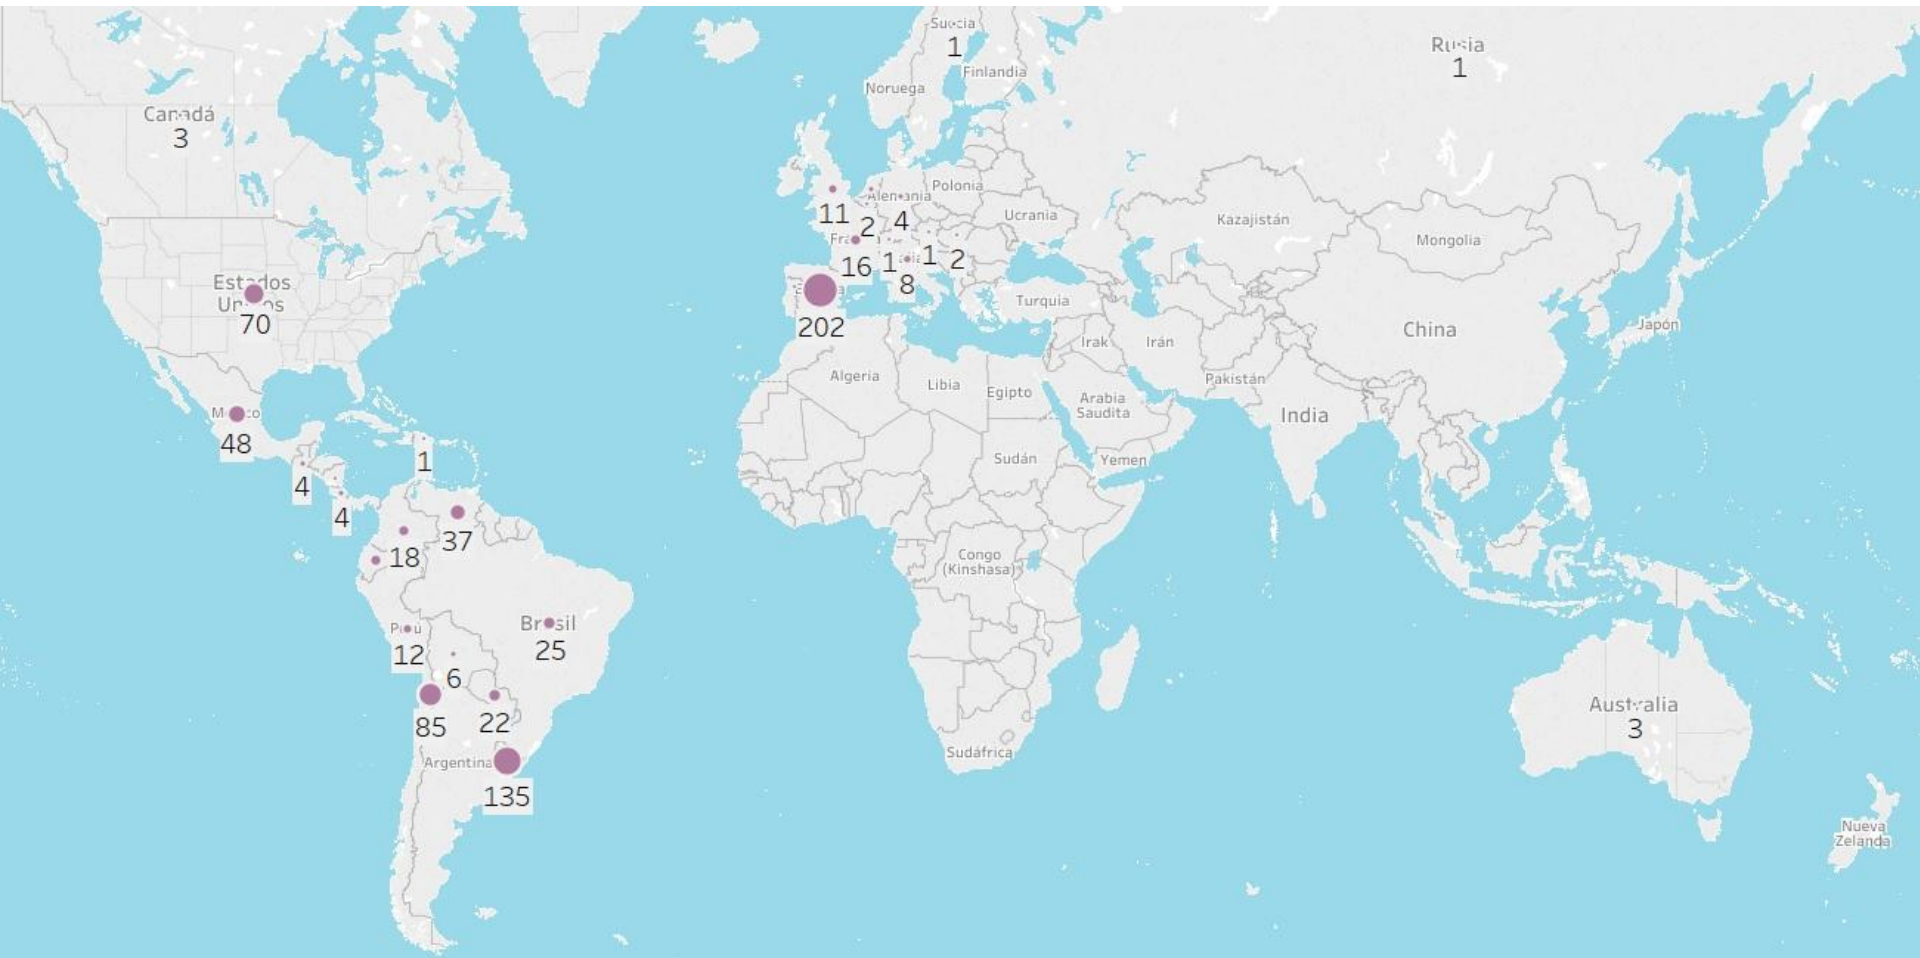 Suecia
1
Rusia
1
Finlandia
Noruega
Canadá
3
Polonia
Alemania
11
2
4
Ucrania
Kazajistán
Mongolia
16
1
1
2
8
Estados
Unidos
70
Turquía
202
China
Japón
Irak
Irán
Algeria
Libia
Egipto
Pakistán
Arabia
Saudita
India
México
48
1
Sudán
Yemen
4
4
37
18
Congo
(Kinshasa)
Perú
12
Brasil
25
6
85
22
Australia
3
Sudáfrica
Argentina
135
Nueva
Zelanda